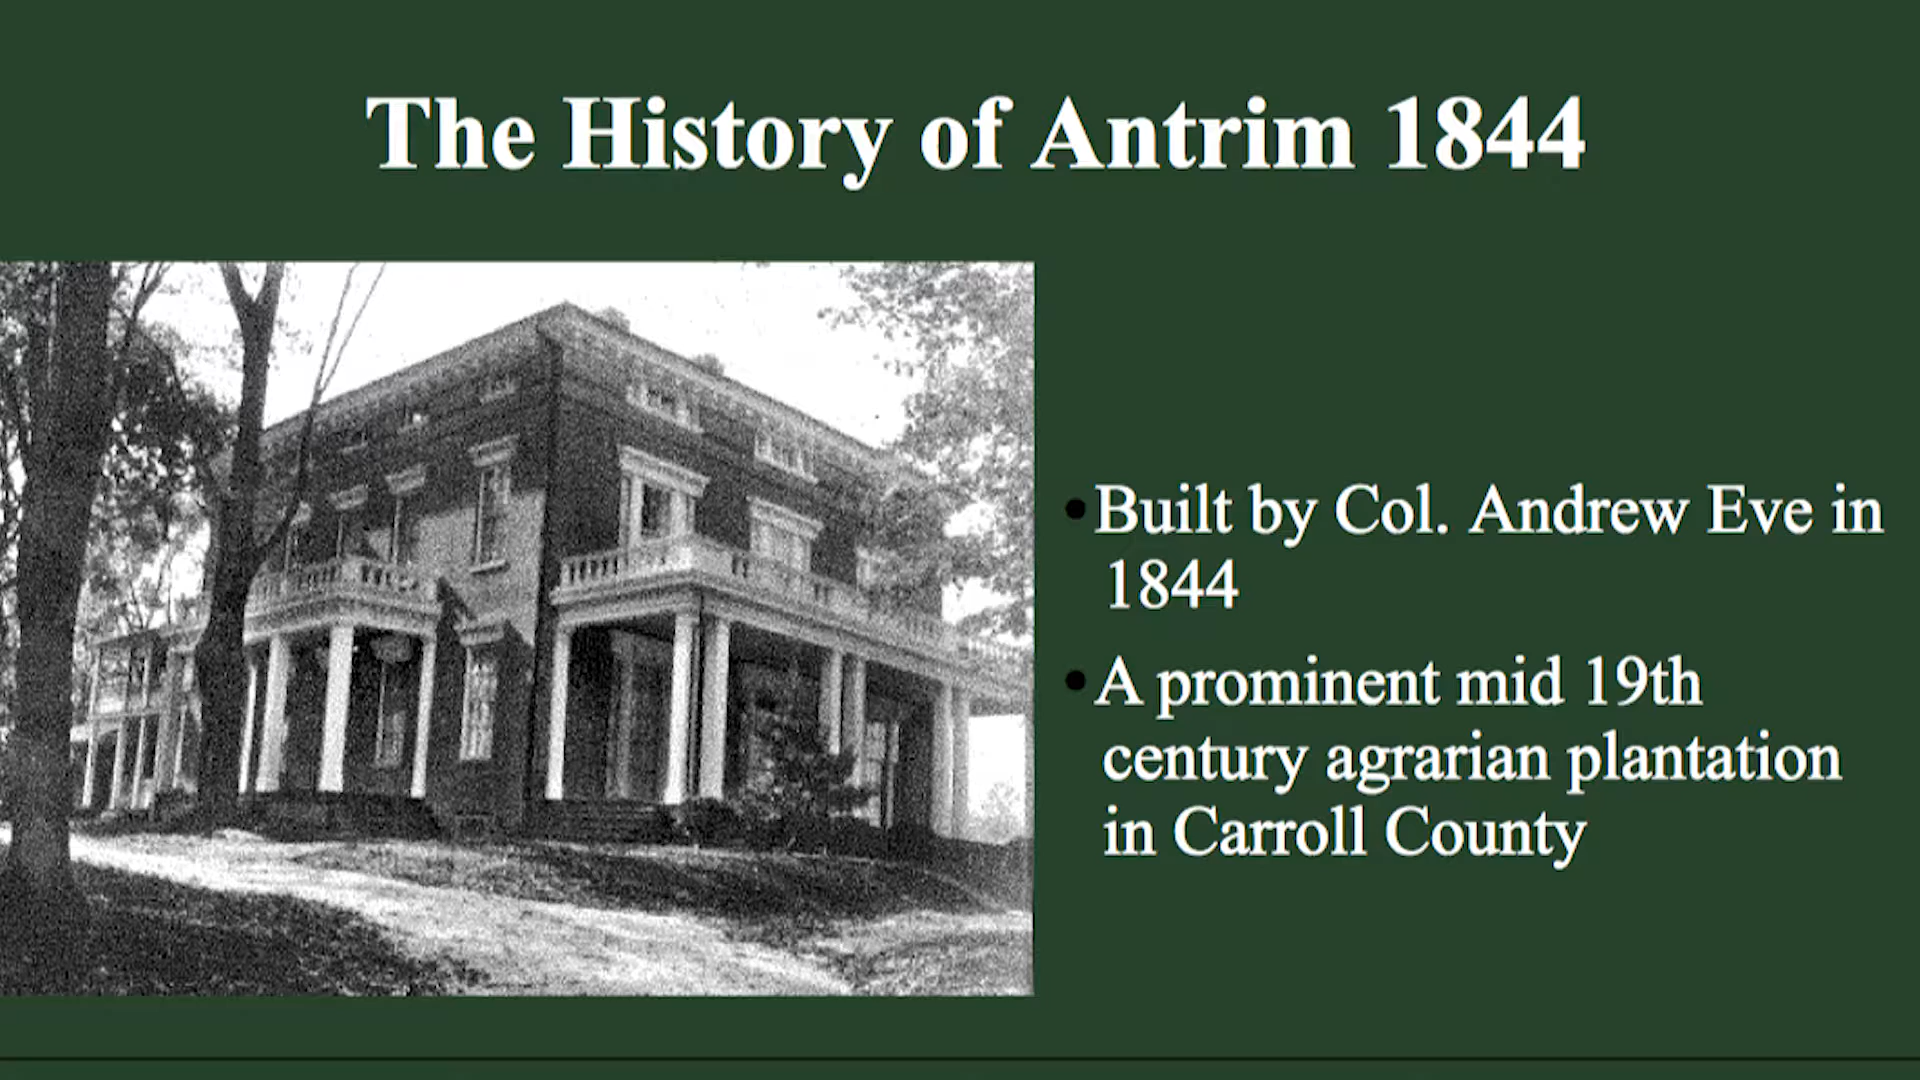 The History of Antrim 1844
•Built by Col. Andrew Eve in
1844
•A prominent mid 19th
century agrarian plantation
in Carroll County